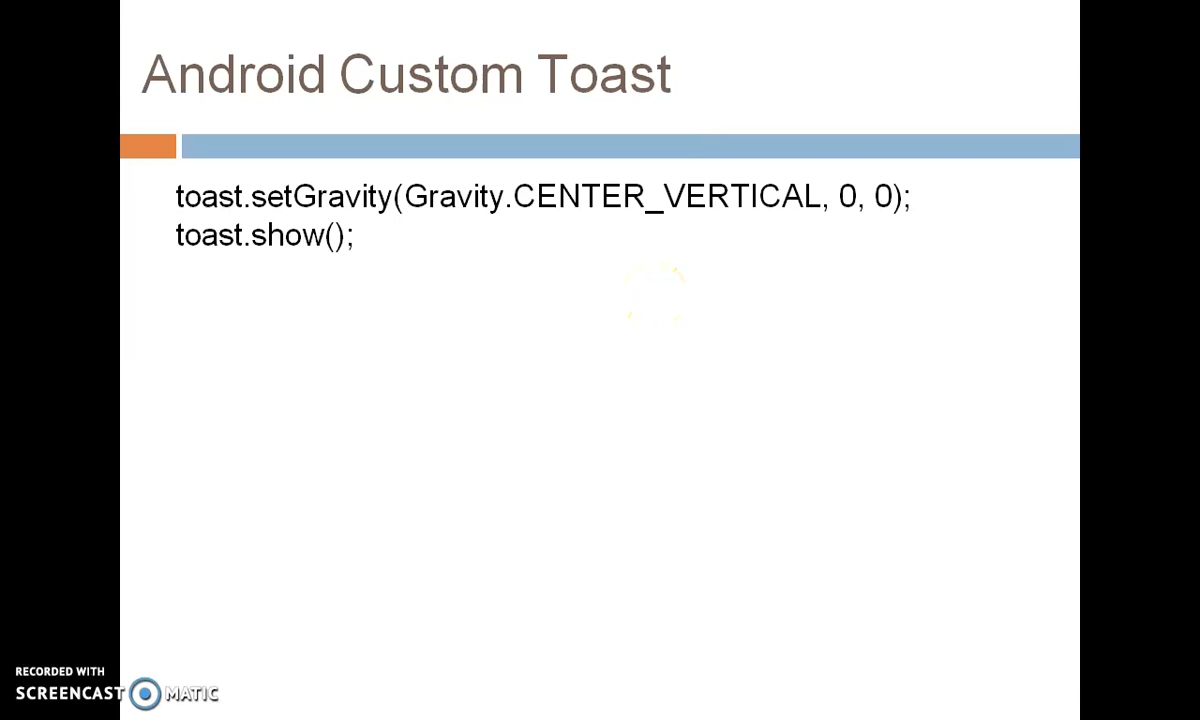 Android Custom Toast
toast.setGravity(Gravity.CENTER_VERTICAL, 0, 0);
toast.show();
RECORDED WITH
SCREENCAST MATIC